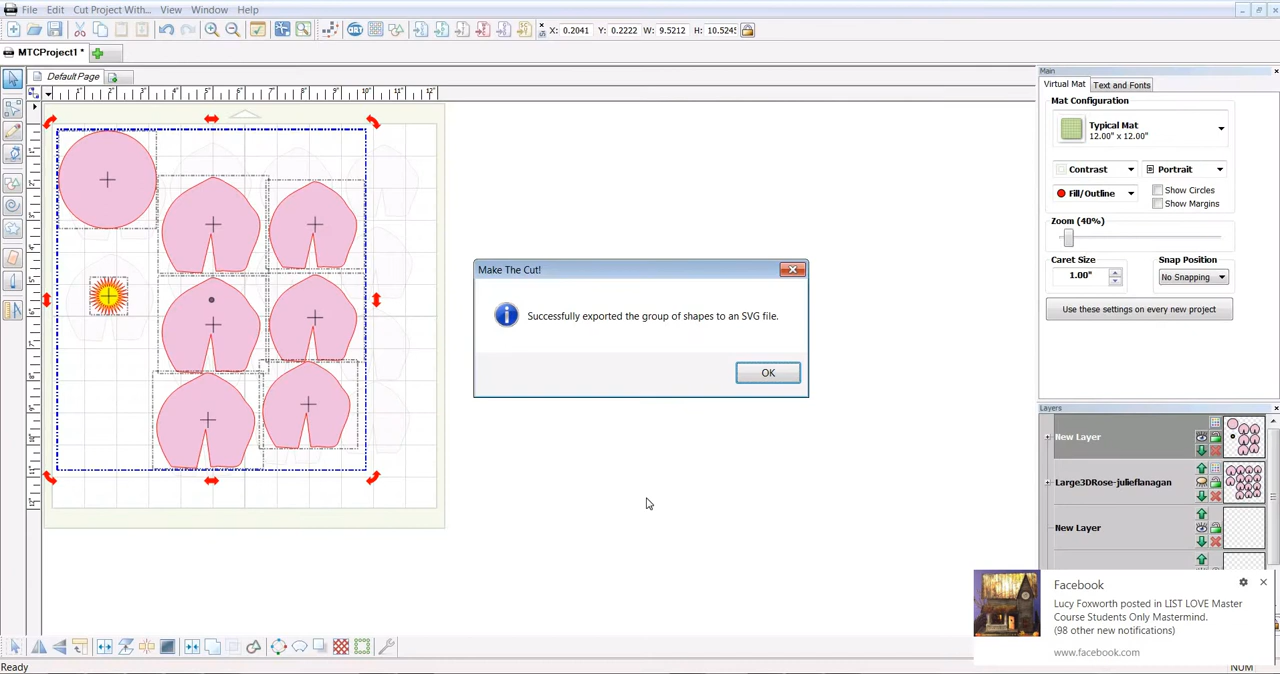 File Edit Cut Project With... View Window Help
X: 0.2041 Y: 0.2222 W: 9.5212 H: 10.524
MTCProject1 *
Default Page
Main
Virtual Mat Text and Fonts
Mat Configuration
Typical Mat
12.00" x 12.00"
Contrast Portrait
Fill/Outline Show Circles
Show Margins
Zoom (40%)
Caret Size Snap Position
1.00" No Snapping
Use these settings on every new project
Make The Cut!
Successfully exported the group of shapes to an SVG file.
OK
Layers
New Layer
Large3DRose-julieflanagan
New Layer
Facebook
Lucy Foxworth posted in LIST LOVE Master
Course Students Only Mastermind.
(98 other new notifications)
www.facebook.com
Ready NUM